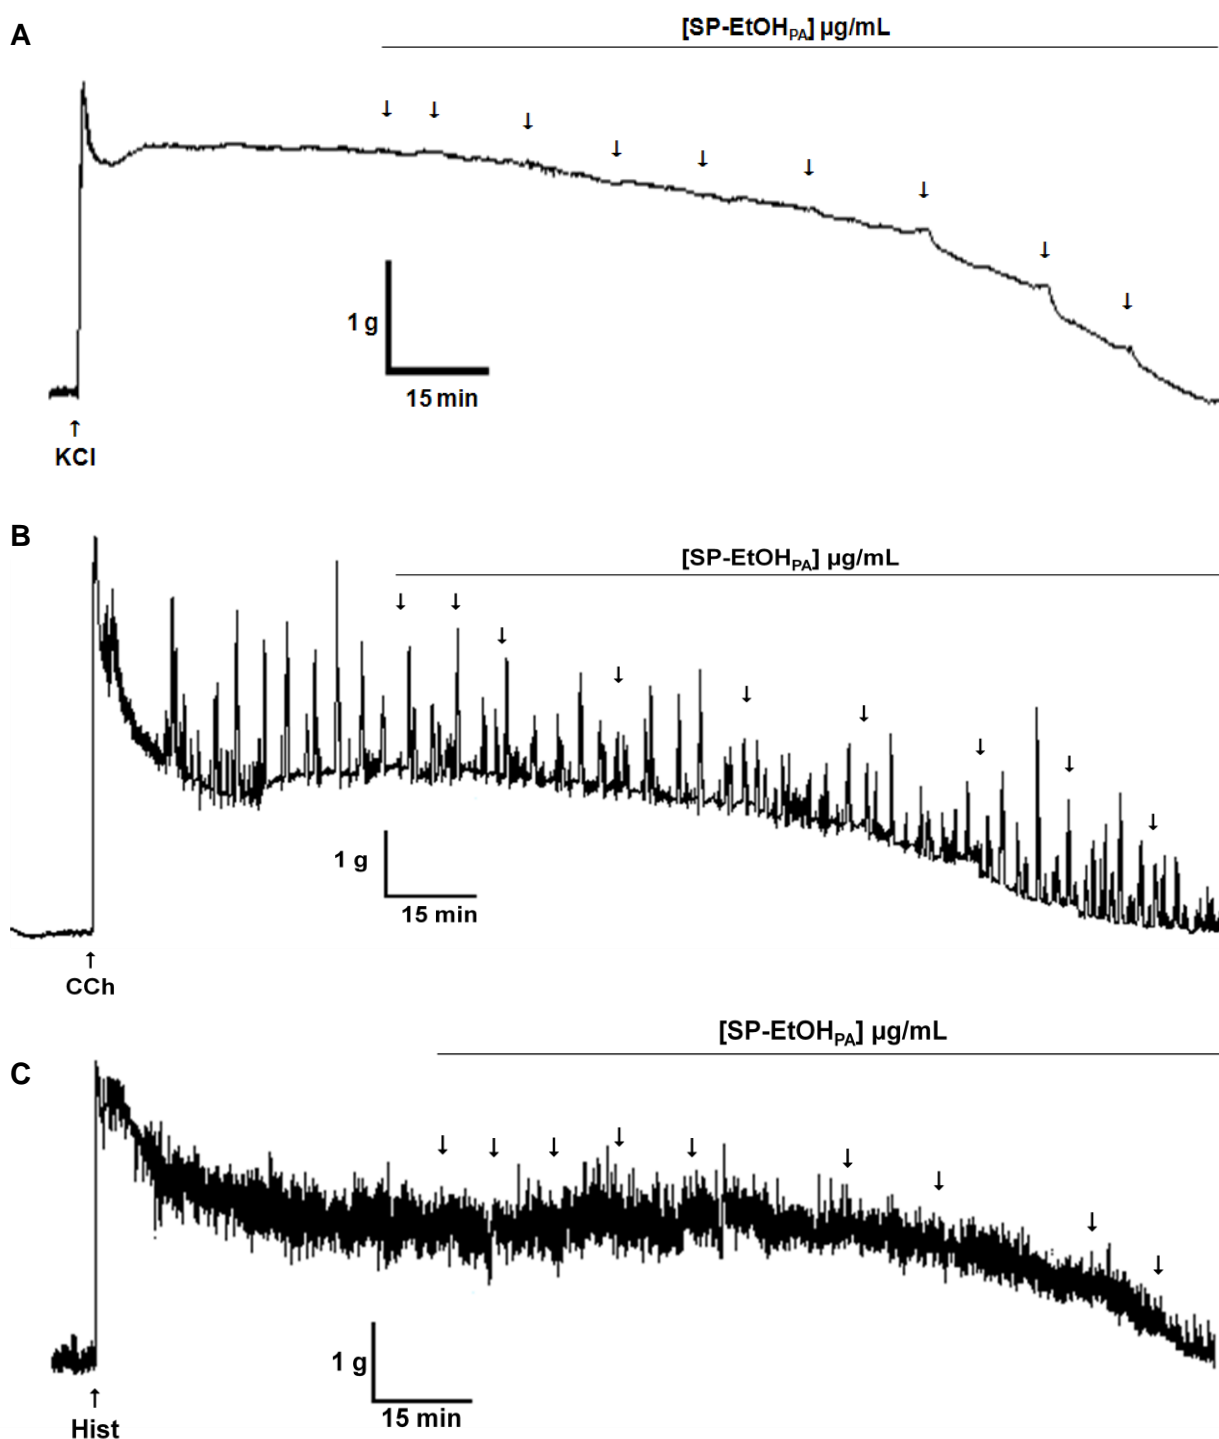 A
[SP-EtOHPA] µg/mL
↓ ↓ ↓ ↓ ↓ ↓ ↓ ↓ ↓
1 g
15 min
↑
KCl
B
[SP-EtOHPA] µg/mL
↓ ↓ ↓ ↓ ↓ ↓ ↓ ↓ ↓
1 g
15 min
↑
CCh
C
[SP-EtOHPA] µg/mL
↓ ↓ ↓ ↓ ↓ ↓ ↓ ↓ ↓
1 g
15 min
↑
Hist